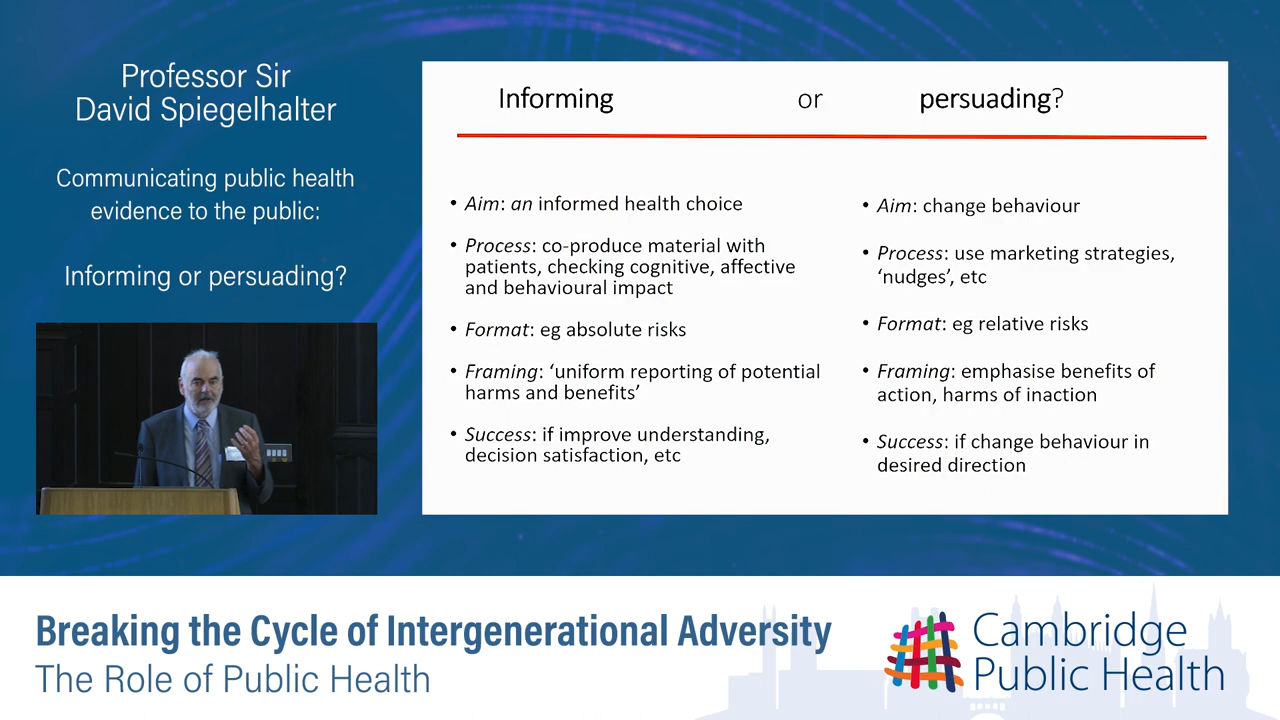 Professor Sir
David Spiegelhalter
Communicating public health
evidence to the public:
Informing or persuading?
Informing or persuading?
• Aim: an informed health choice
• Process: co-produce material with
patients, checking cognitive, affective
and behavioural impact
• Format: eg absolute risks
• Framing: ‘uniform reporting of potential
harms and benefits’
• Success: if improve understanding,
decision satisfaction, etc
• Aim: change behaviour
• Process: use marketing strategies,
‘nudges’, etc
• Format: eg relative risks
• Framing: emphasise benefits of
action, harms of inaction
• Success: if change behaviour in
desired direction
Breaking the Cycle of Intergenerational Adversity
The Role of Public Health
Cambridge
Public Health